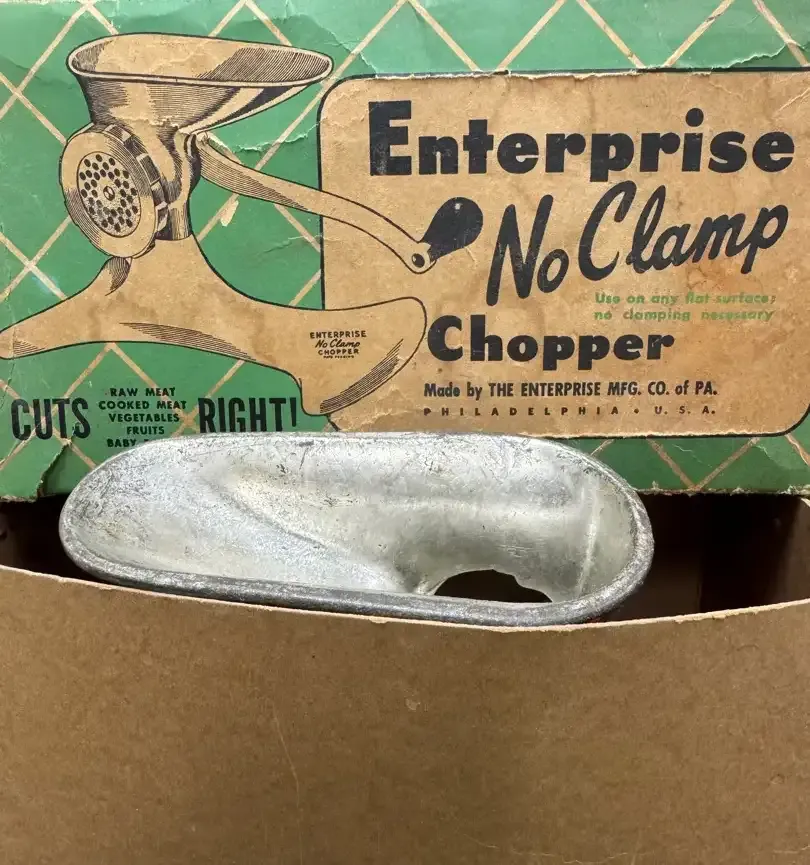 Enterprise
No Clamp
Use on any flat surface;
no clamping necessary
Chopper
Made by THE ENTERPRISE MFG. CO. of PA.
PHILADELPHIA • U. S. A.
ENTERPRISE
No Clamp
CHOPPER
CUTS
RAW MEAT
COOKED MEAT
VEGETABLES
FRUITS
BABY
RIGHT!